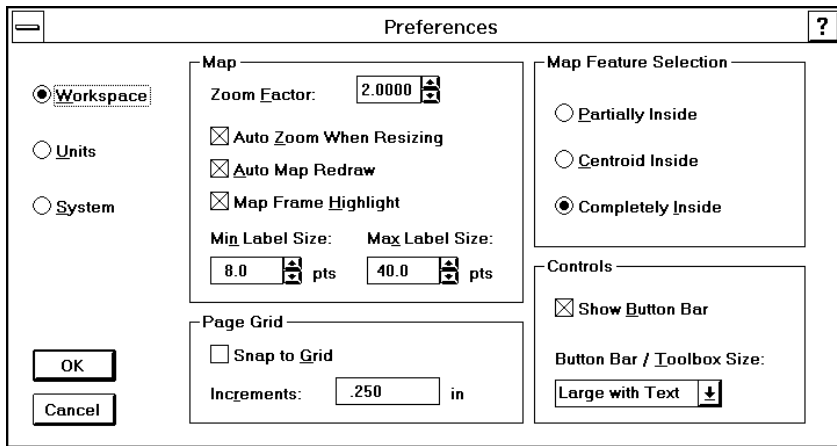 Preferences
?
Workspace
Units
System
OK
Cancel
Map
Zoom Factor: 2.0000
Auto Zoom When Resizing
Auto Map Redraw
Map Frame Highlight
Min Label Size: Max Label Size:
8.0 pts 40.0 pts
Page Grid
Snap to Grid
Increments: .250 in
Map Feature Selection
Partially Inside
Centroid Inside
Completely Inside
Controls
Show Button Bar
Button Bar / Toolbox Size:
Large with Text